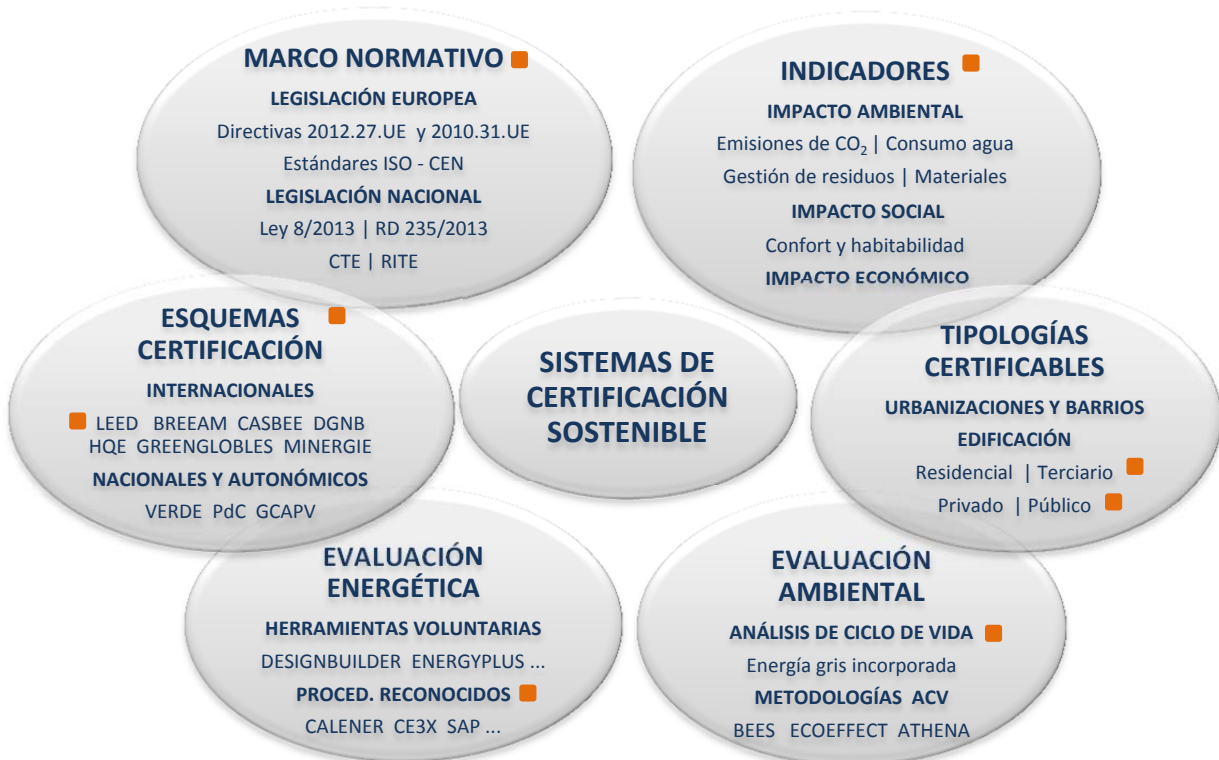 MARCO NORMATIVO
LEGISLACIÓN EUROPEA
Directivas 2012.27.UE y 2010.31.UE
Estándares ISO - CEN
LEGISLACIÓN NACIONAL
Ley 8/2013 | RD 235/2013
CTE | RITE
INDICADORES
IMPACTO AMBIENTAL
Emisiones de CO₂ | Consumo agua
Gestión de residuos | Materiales
IMPACTO SOCIAL
Confort y habitabilidad
IMPACTO ECONÓMICO
ESQUEMAS
CERTIFICACIÓN
INTERNACIONALES
LEED BREEAM CASBEE DGNB
HQE GREENGLOBLES MINERGIE
NACIONALES Y AUTONÓMICOS
VERDE PdC GCAPV
SISTEMAS DE
CERTIFICACIÓN
SOSTENIBLE
TIPOLOGÍAS
CERTIFICABLES
URBANIZACIONES Y BARRIOS
EDIFICACIÓN
Residencial | Terciario
Privado | Público
EVALUACIÓN
ENERGÉTICA
HERRAMIENTAS VOLUNTARIAS
DESIGNBUILDER ENERGYPLUS ...
PROCED. RECONOCIDOS
CALENER CE3X SAP ...
EVALUACIÓN
AMBIENTAL
ANÁLISIS DE CICLO DE VIDA
Energía gris incorporada
METODOLOGÍAS ACV
BEES ECOEFFECT ATHENA